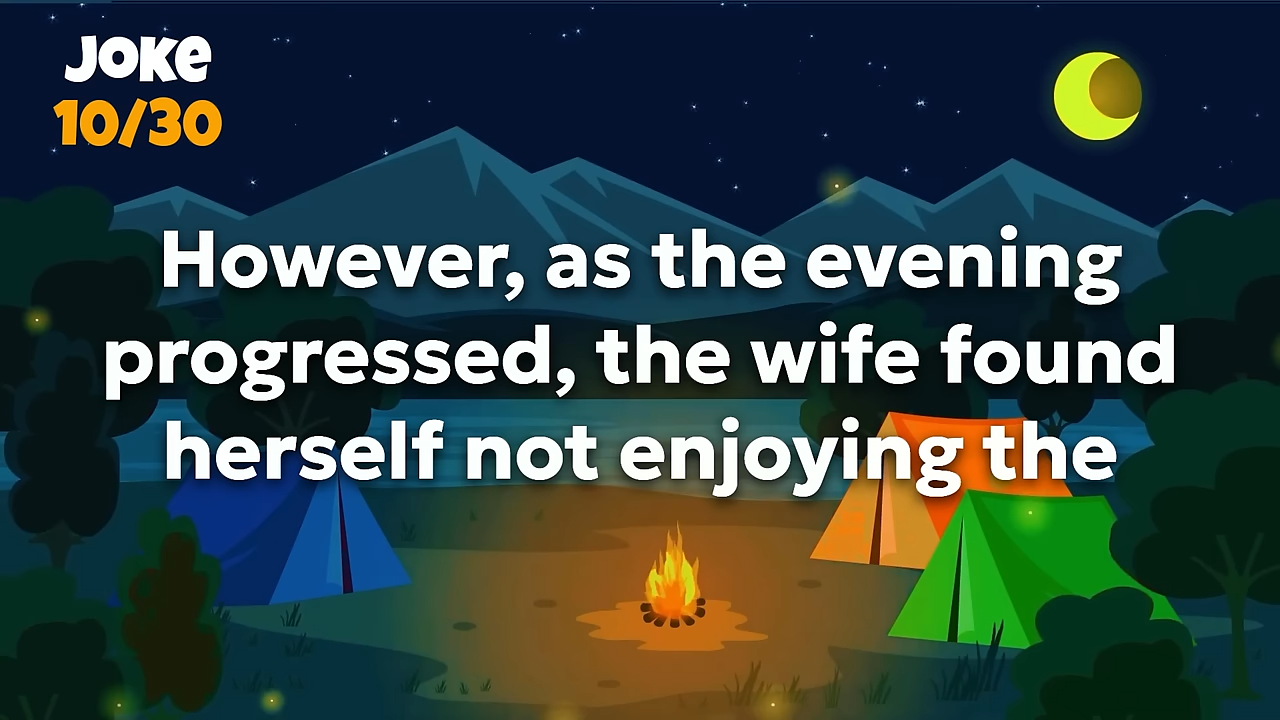 Joke
10/30
However, as the evening
progressed, the wife found
herself not enjoying the